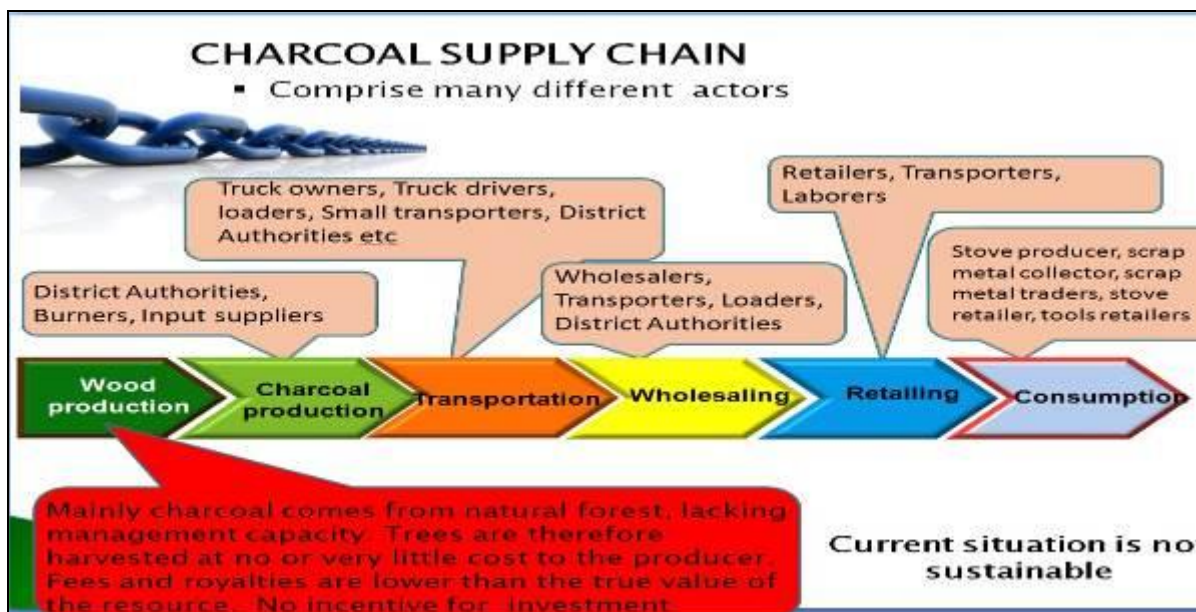 CHARCOAL SUPPLY CHAIN
▪ Comprise many different actors
Truck owners, Truck drivers,
loaders, Small transporters, District
Authorities etc
Retailers, Transporters,
Laborers
District Authorities,
Burners, Input suppliers
Wholesalers,
Transporters, Loaders,
District Authorities
Stove producer, scrap
metal collector, scrap
metal traders, stove
retailer, tools retailers
Wood
production
Charcoal
production
Transportation
Wholesaling
Retailing
Consumption
Mainly charcoal comes from natural forest, lacking
management capacity. Trees are therefore
harvested at no or very little cost to the producer.
Fees and royalties are lower than the true value of
the resource. No incentive for investment
Current situation is no
sustainable